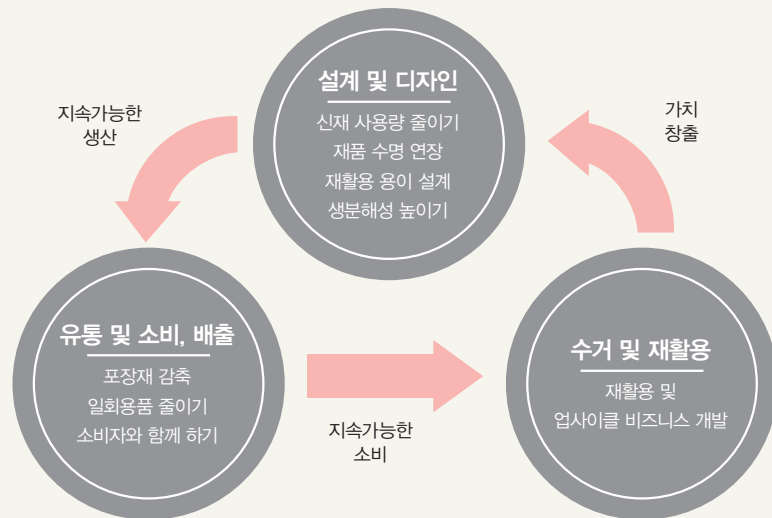 설계 및 디자인
신재 사용량 줄이기
재품 수명 연장
재활용 용이 설계
생분해성 높이기
지속가능한
생산
가치
창출
유통 및 소비, 배출
포장재 감축
일회용품 줄이기
소비자와 함께 하기
지속가능한
소비
수거 및 재활용
재활용 및
업사이클 비즈니스 개발